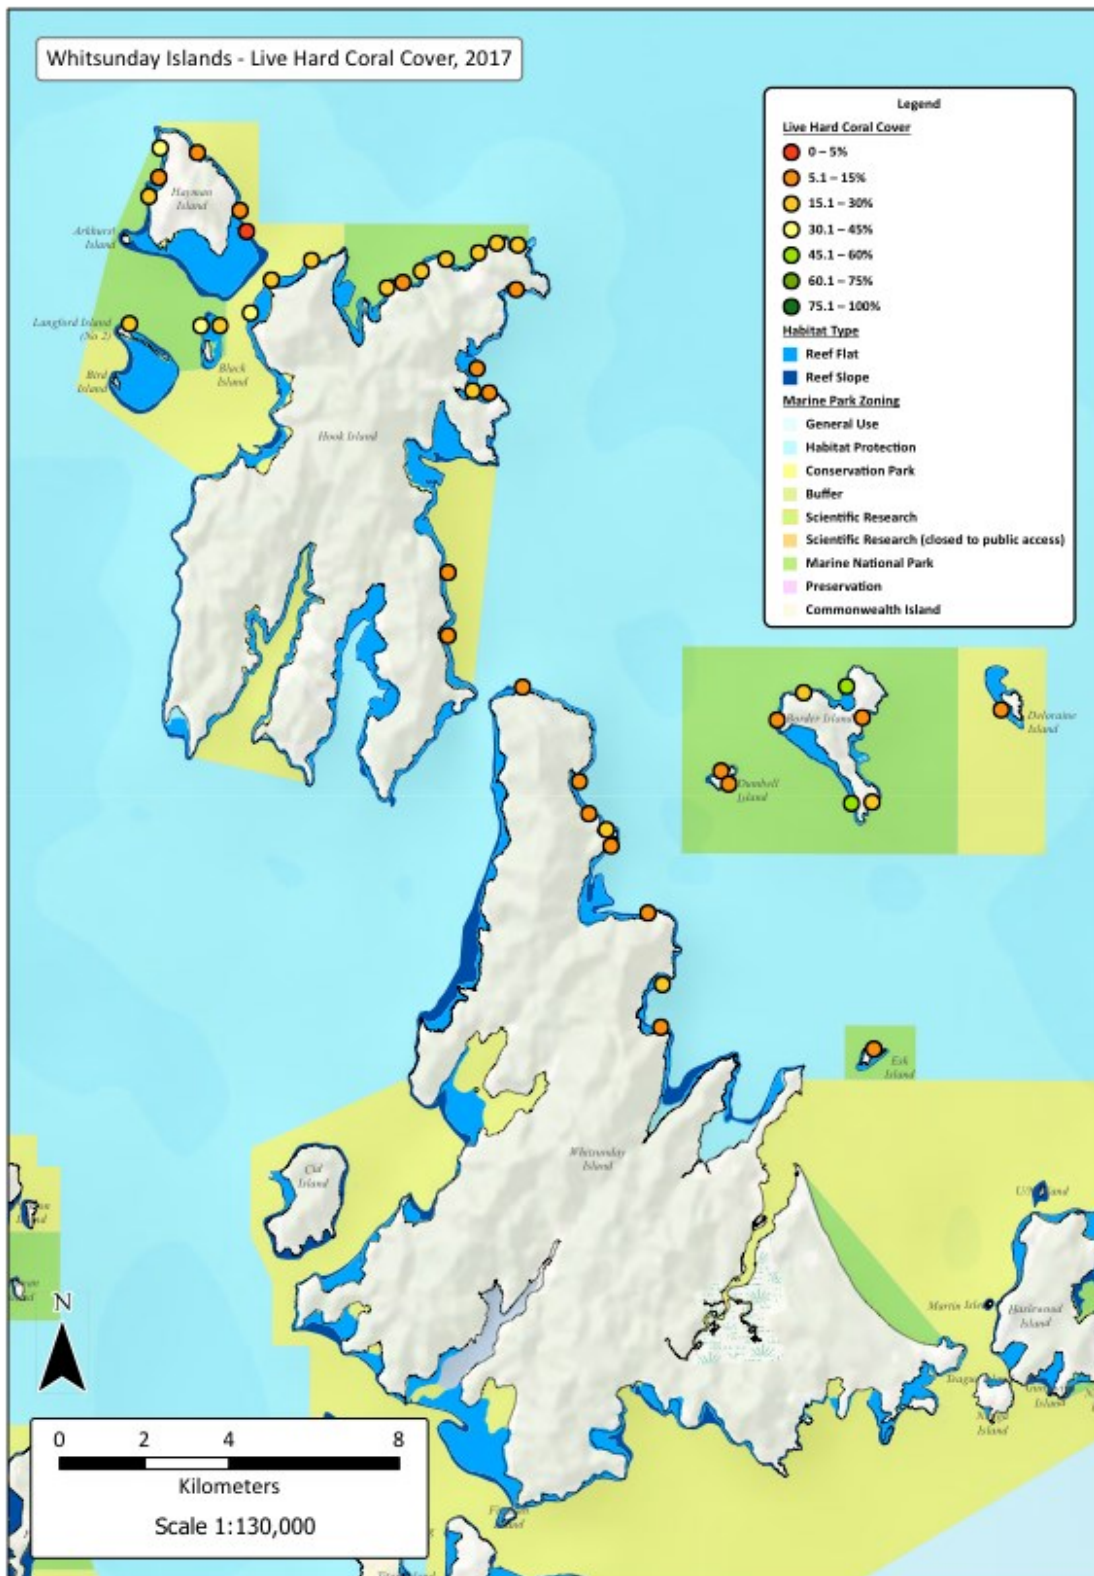 Whitsunday Islands - Live Hard Coral Cover, 2017
Legend
Live Hard Coral Cover
0 – 5%
5.1 – 15%
15.1 – 30%
30.1 – 45%
45.1 – 60%
60.1 – 75%
75.1 – 100%
Habitat Type
Reef Flat
Reef Slope
Marine Park Zoning
General Use
Habitat Protection
Conservation Park
Buffer
Scientific Research
Scientific Research (closed to public access)
Marine National Park
Preservation
Commonwealth Island
Hayman
Island
Arkhurst
Island
Langford Island
(No 2)
Bird
Island
Black
Island
Hook Island
Border Island
Deloraine
Island
Dumbell
Island
Esk
Island
Whitsunday
Island
Cid
Island
Martin
Haslewood
Island
Island
Island
Island
N
0 2 4 8
Kilometers
Scale 1:130,000